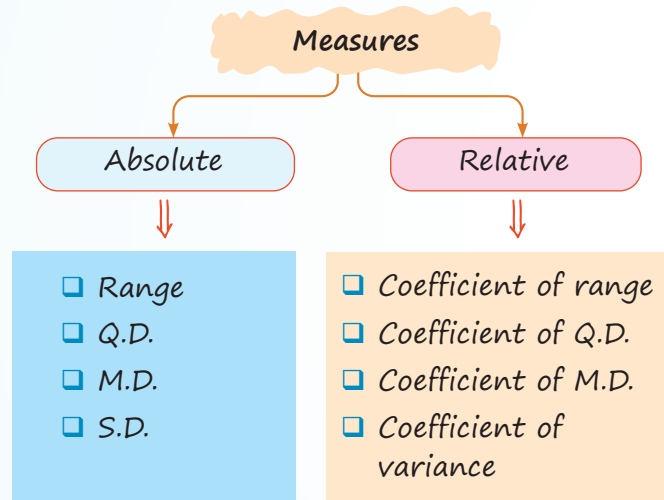 Measures
Absolute
Relative
Range
Q.D.
M.D.
S.D.
Coefficient of range
Coefficient of Q.D.
Coefficient of M.D.
Coefficient of
variance